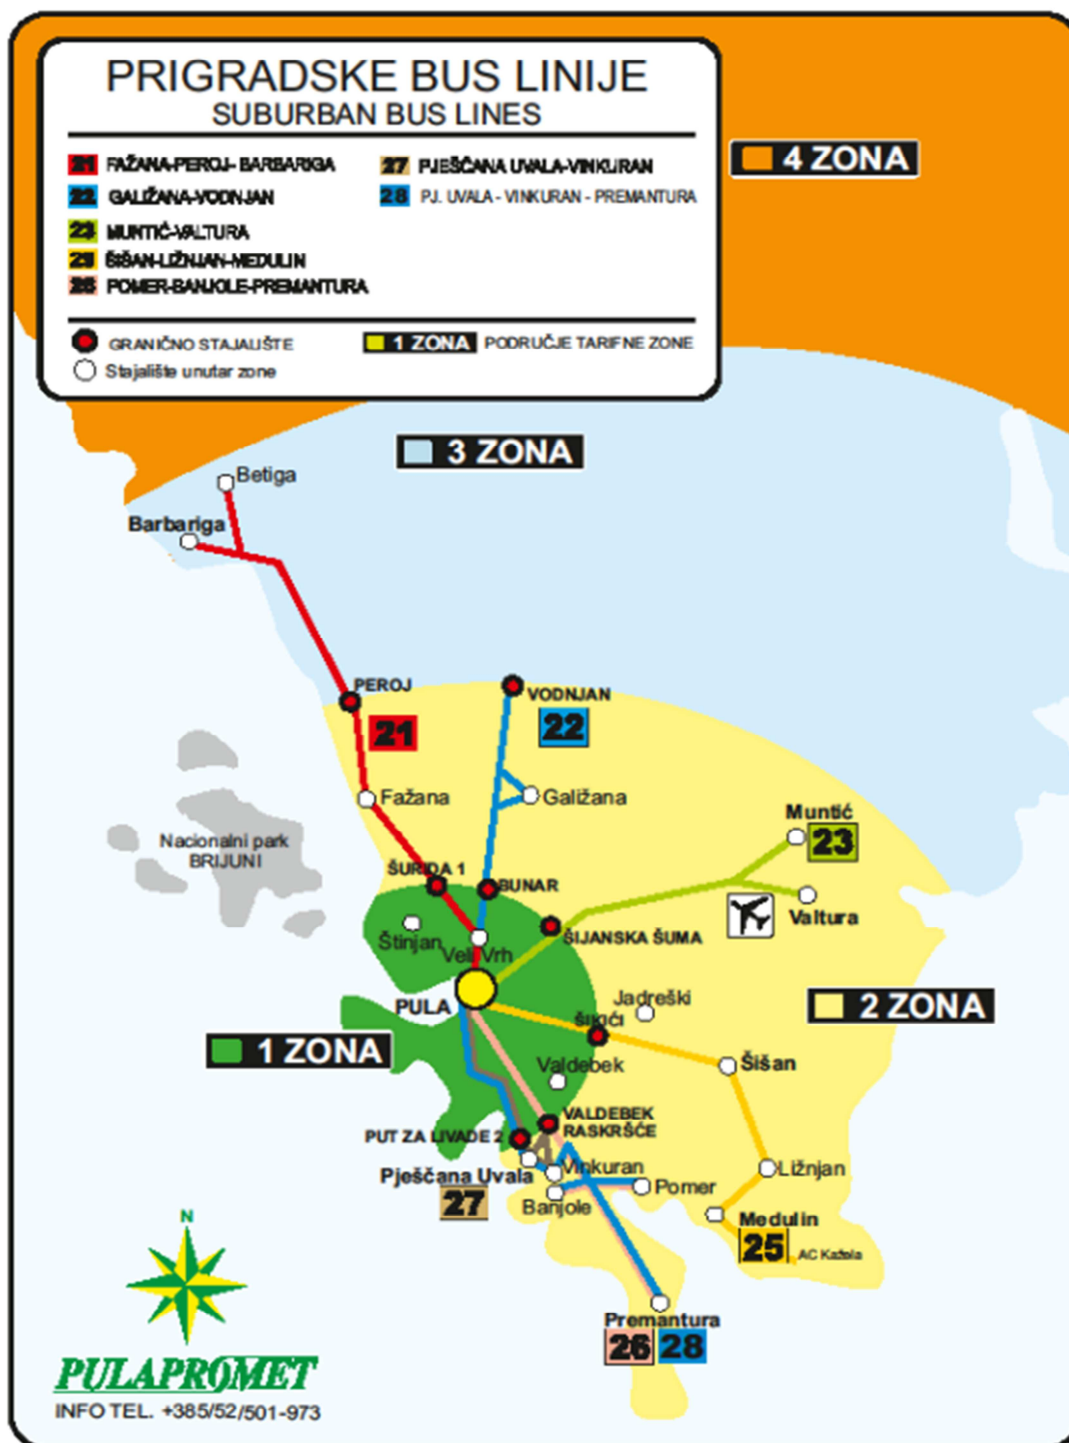 PRIGRADSKE BUS LINIJE
SUBURBAN BUS LINES
21 FAŽANA-PEROJ- BARBARIGA
22 GALIŽANA-VODNJAN
23 MUNTIĆ-VALTURA
25 ŠIŠAN-LIŽNJAN-MEDULIN
26 POMER-BANJOLE-PREMANTURA
27 PJEŠČANA UVALA-VINKURAN
28 PJ. UVALA - VINKURAN - PREMANTURA
GRANIČNO STAJALIŠTE
Stajalište unutar zone
1 ZONA PODRUČJE TARIFNE ZONE
4 ZONA
3 ZONA
Betiga
Barbariga
PEROJ
21
VODNJAN
22
Fažana
Galižana
Muntić
23
Nacionalni park
BRIJUNI
ŠURIDA 1
BUNAR
Valtura
Štinjan
Veli Vrh
ŠIJANSKA ŠUMA
PULA
Jadreški
2 ZONA
ŠIKIĆI
1 ZONA
Valdebek
Šišan
VALDEBEK
RASKRŠĆE
PUT ZA LIVADE 2
Pješčana Uvala
27
Vinkuran
Ližnjan
Pomer
Banjole
Medulin
25
AC Kažela
N
Premantura
26 28
PULAPROMET
INFO TEL. +385/52/501-973